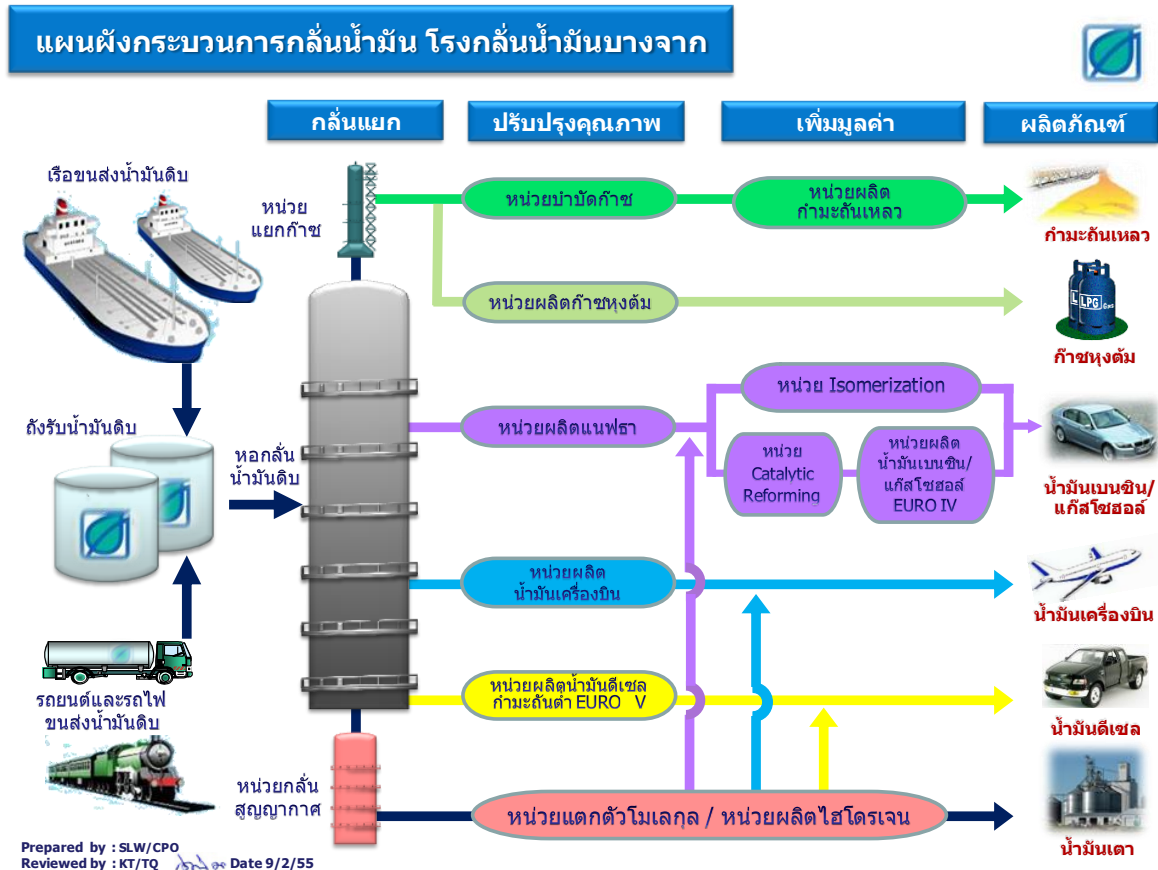 แผนผังกระบวนการกลั่นน้ำมัน โรงกลั่นน้ำมันบางจาก
กลั่นแยก
ปรับปรุงคุณภาพ
เพิ่มมูลค่า
ผลิตภัณฑ์
เรือขนส่งน้ำมันดิบ
หน่วย
แยกก๊าซ
หน่วยบำบัดก๊าซ
หน่วยผลิต
กำมะถันเหลว
กำมะถันเหลว
หน่วยผลิตก๊าซหุงต้ม
LPG
ก๊าซหุงต้ม
ถังรับน้ำมันดิบ
หอกลั่น
น้ำมันดิบ
หน่วยผลิตแนฟธา
หน่วย Isomerization
หน่วย
Catalytic
Reforming
หน่วยผลิต
น้ำมันเบนซิน/
แก๊สโซฮอล์
EURO IV
น้ำมันเบนซิน/
แก๊สโซฮอล์
หน่วยผลิต
น้ำมันเครื่องบิน
น้ำมันเครื่องบิน
รถยนต์และรถไฟ
ขนส่งน้ำมันดิบ
หน่วยผลิตน้ำมันดีเซล
กำมะถันต่ำ EURO V
น้ำมันดีเซล
หน่วยกลั่น
สูญญากาศ
หน่วยแตกตัวโมเลกุล / หน่วยผลิตไฮโดรเจน
น้ำมันเตา
Prepared by : SLW/CPO
Reviewed by : KT/TQ Date 9/2/55